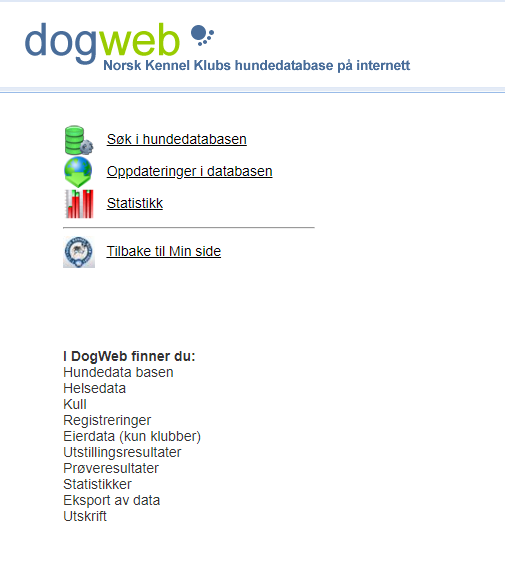 dogweb
Norsk Kennel Klubs hundedatabase på internett
Søk i hundedatabasen
Oppdateringer i databasen
Statistikk
Tilbake til Min side
I DogWeb finner du:
Hundedata basen
Helsedata
Kull
Registreringer
Eierdata (kun klubber)
Utstillingsresultater
Prøveresultater
Statistikker
Eksport av data
Utskrift